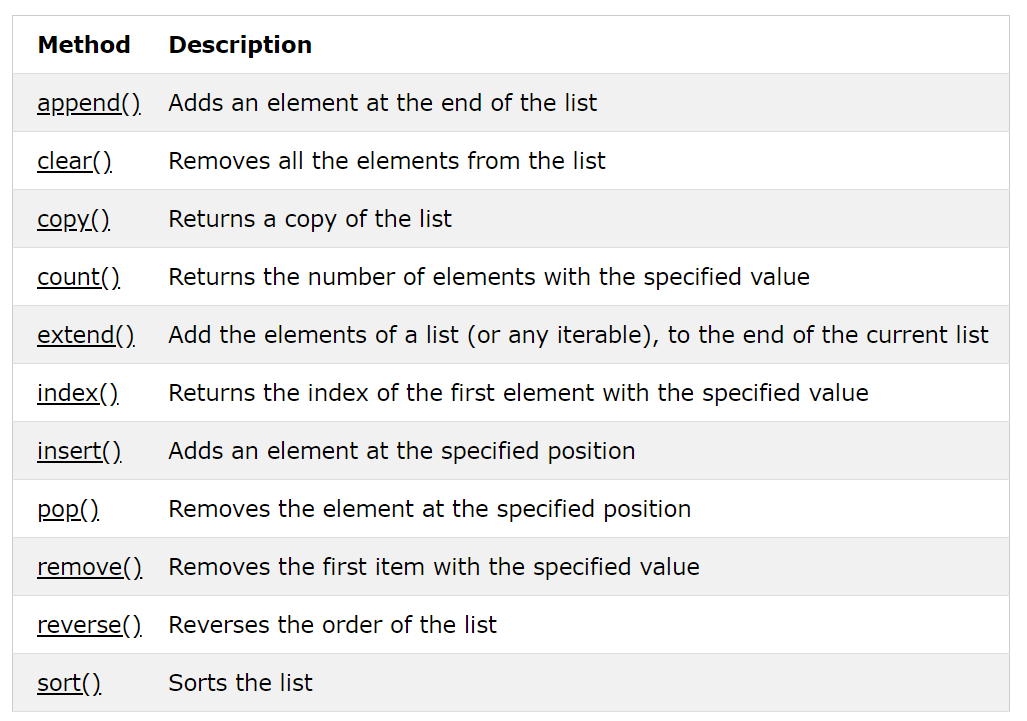 Method Description
append() Adds an element at the end of the list
clear() Removes all the elements from the list
copy() Returns a copy of the list
count() Returns the number of elements with the specified value
extend() Add the elements of a list (or any iterable), to the end of the current list
index() Returns the index of the first element with the specified value
insert() Adds an element at the specified position
pop() Removes the element at the specified position
remove() Removes the first item with the specified value
reverse() Reverses the order of the list
sort() Sorts the list